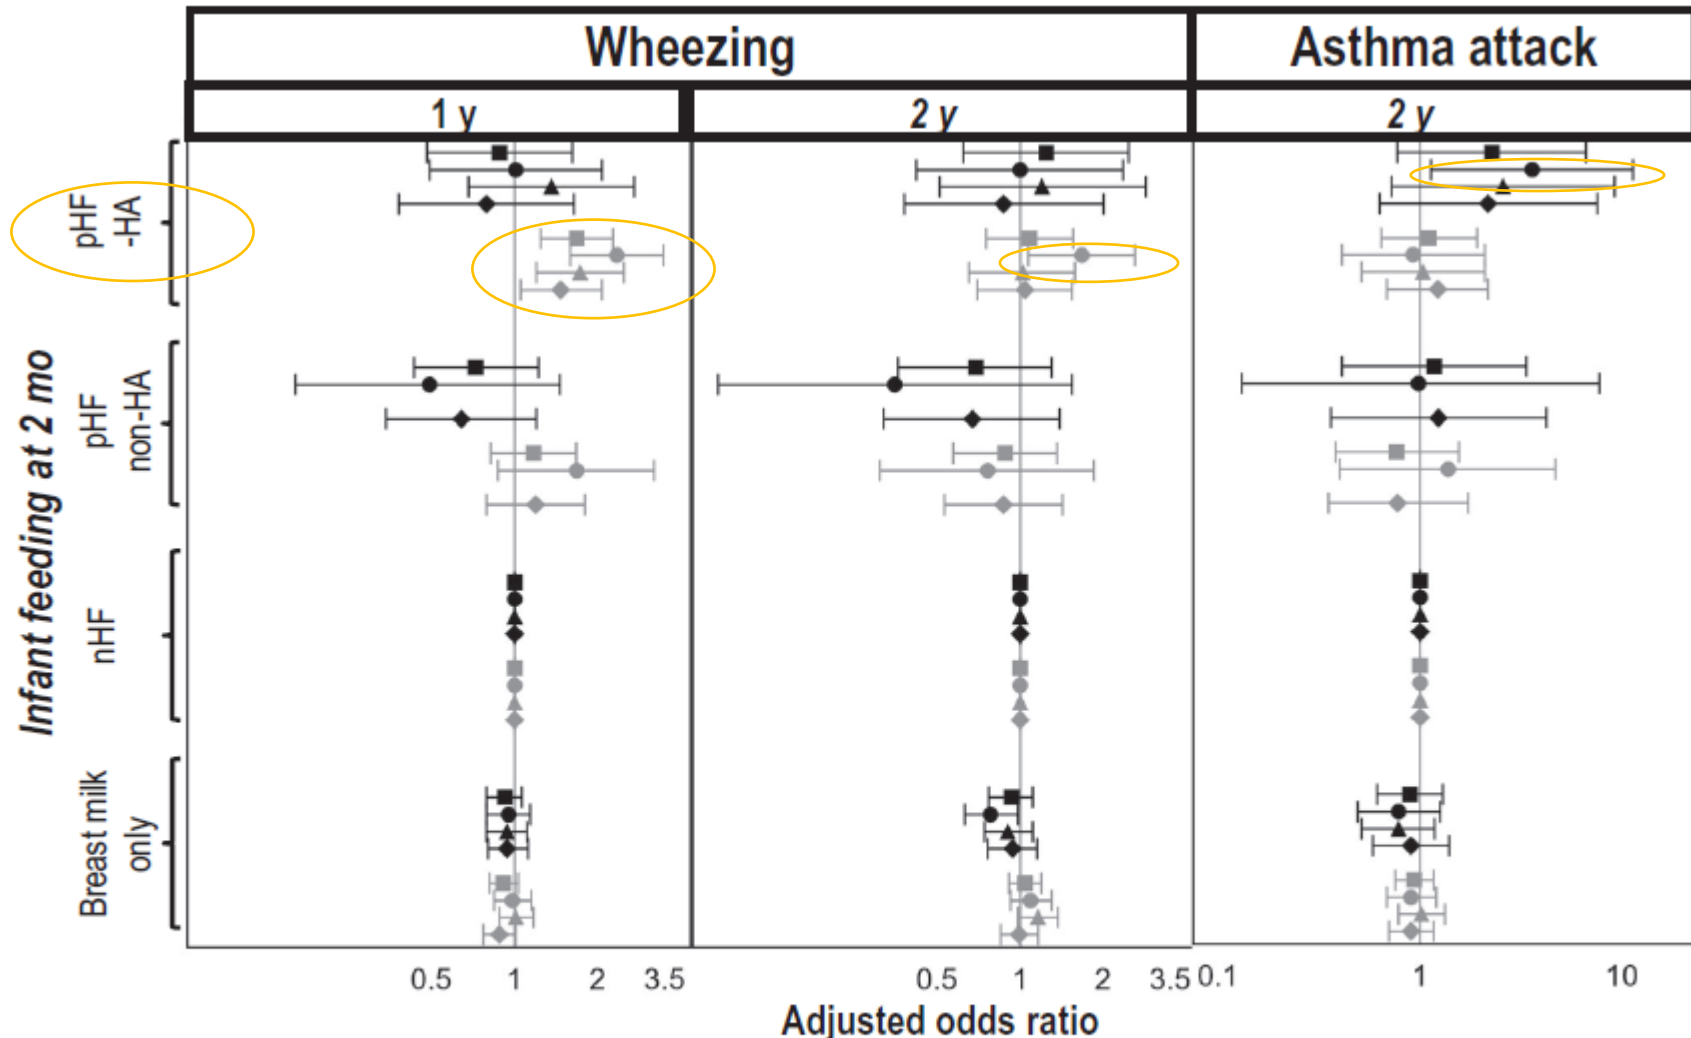 Wheezing
Asthma attack
1 y
2 y
2 y
Infant feeding at 2 mo
pHF
-HA
pHF
non-HA
nHF
Breast milk
only
0.5 1 2 3.5
0.5 1 2 3.5
0.1 1 10
Adjusted odds ratio